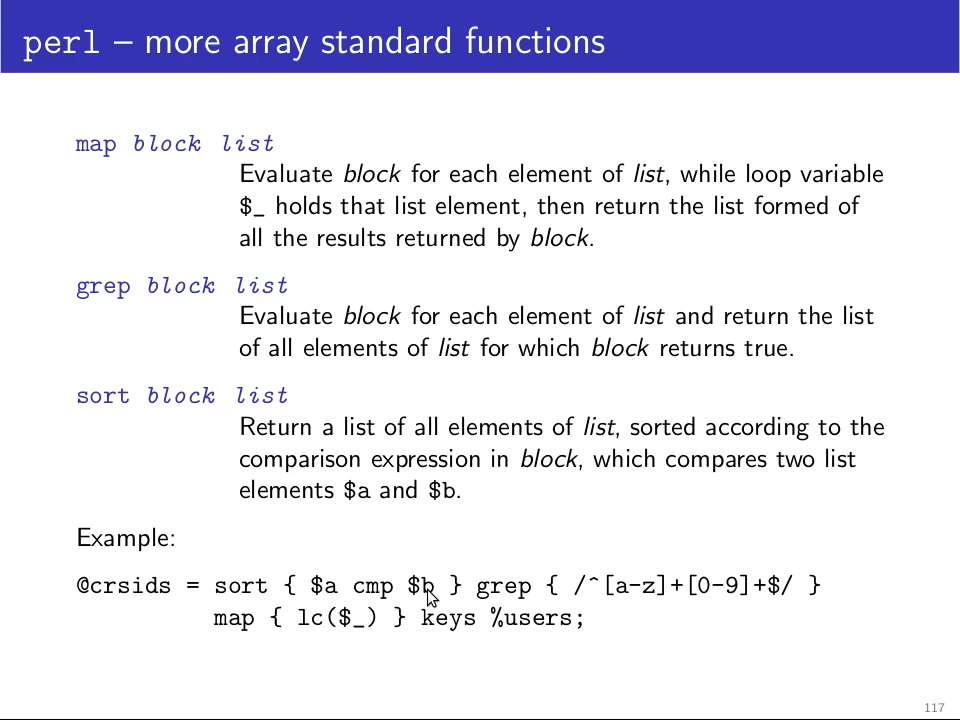 perl – more array standard functions
map block list
Evaluate block for each element of list, while loop variable
$_ holds that list element, then return the list formed of
all the results returned by block.
grep block list
Evaluate block for each element of list and return the list
of all elements of list for which block returns true.
sort block list
Return a list of all elements of list, sorted according to the
comparison expression in block, which compares two list
elements $a and $b.
Example:
@crsids = sort { $a cmp $b } grep { /^[a-z]+[0-9]+$/ }
map { lc($_) } keys %users;
117